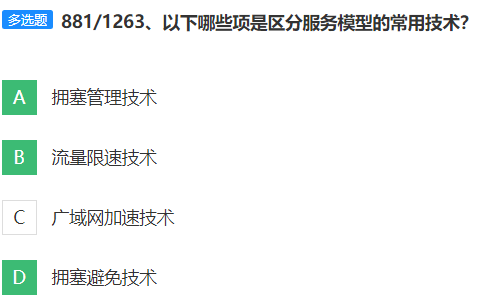 多选题 881/1263、以下哪些项是区分服务模型的常用技术？
A 拥塞管理技术
B 流量限速技术
C 广域网加速技术
D 拥塞避免技术